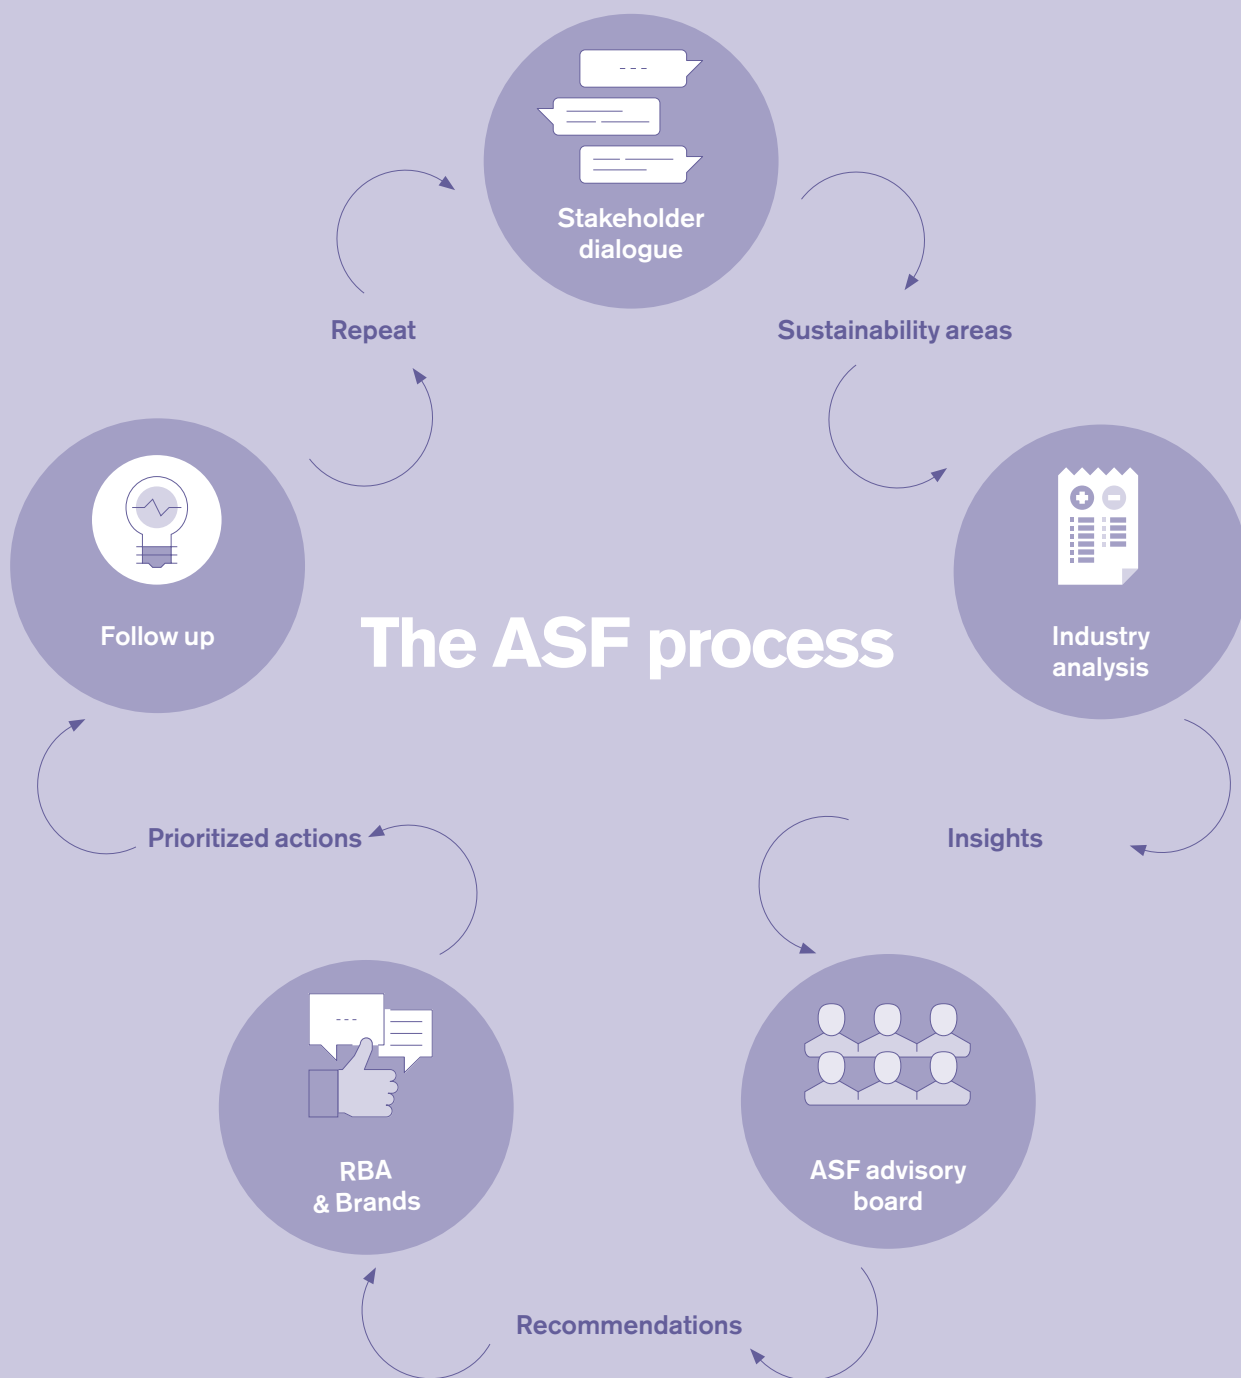 Stakeholder
dialogue
Repeat
Sustainability areas
Follow up
The ASF process
Industry
analysis
Prioritized actions
Insights
RBA
& Brands
ASF advisory
board
Recommendations